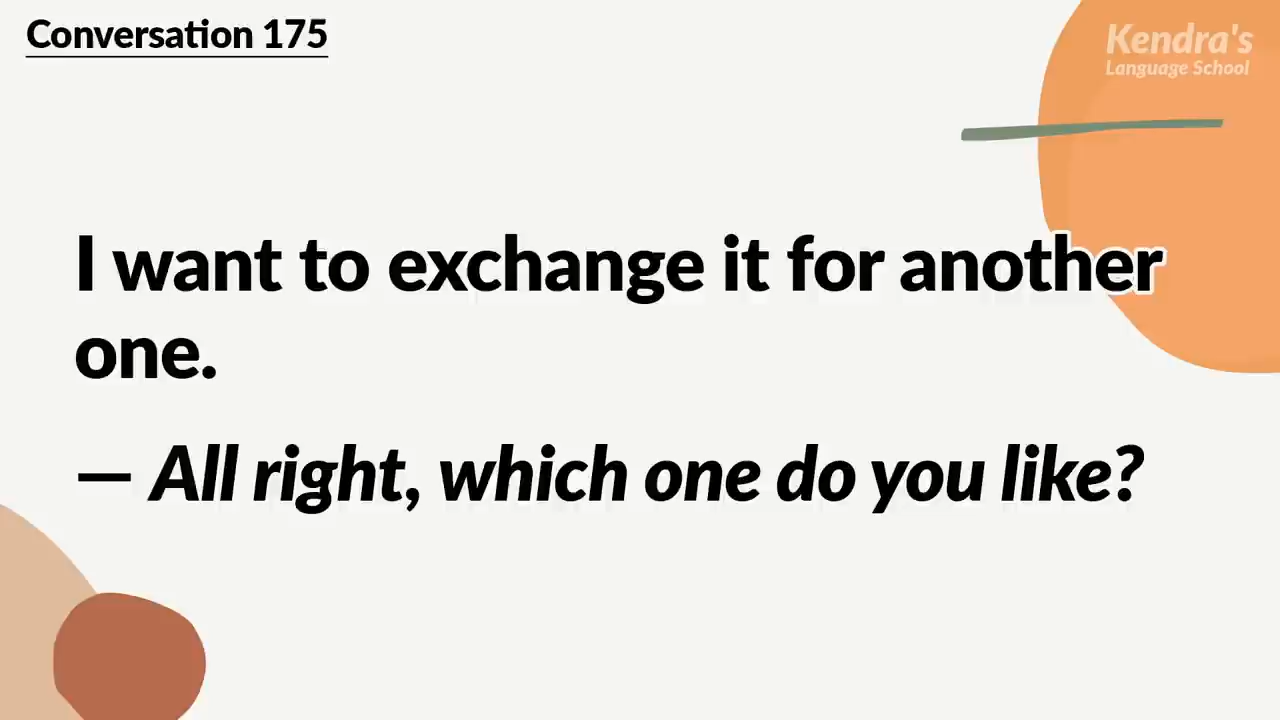 Conversation 175
Kendra's
Language School
I want to exchange it for another
one.
— All right, which one do you like?